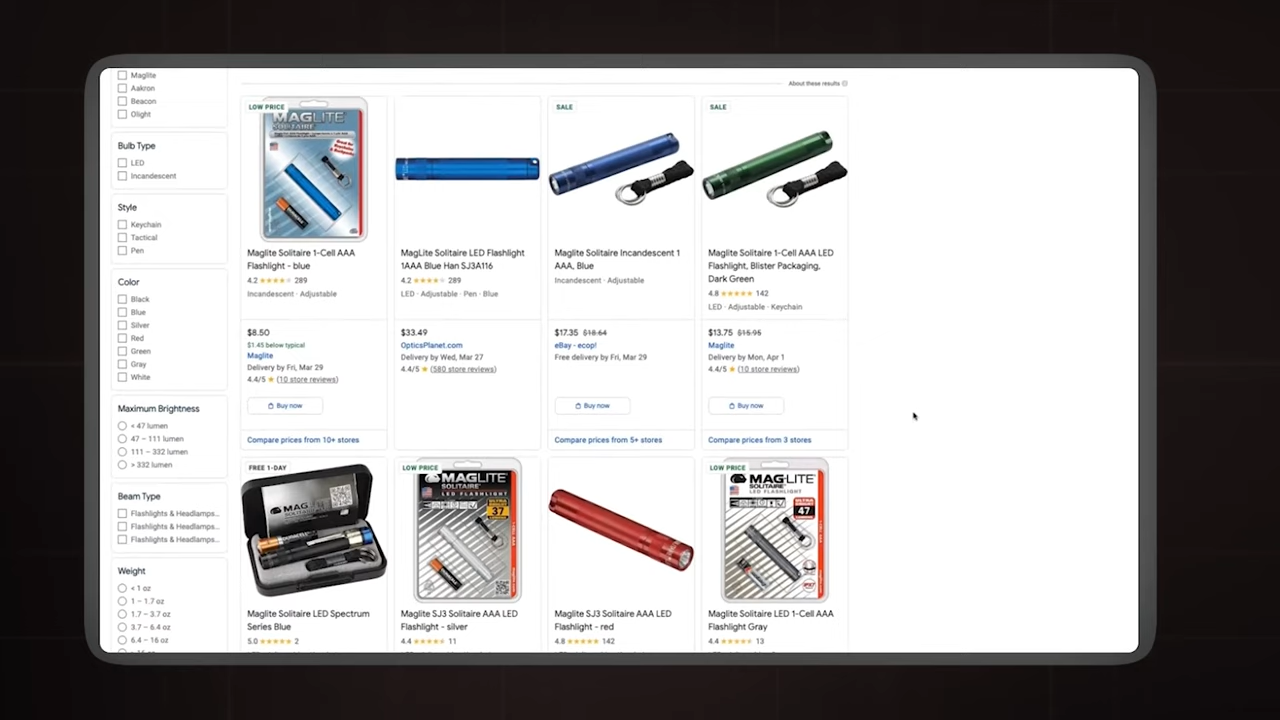 Maglite
Aakron
Beacon
Olight
Bulb Type
LED
Incandescent
Style
Keychain
Tactical
Pen
Color
Black
Blue
Silver
Red
Green
Gray
White
Maximum Brightness
< 47 lumen
47 – 111 lumen
111 – 332 lumen
> 332 lumen
Beam Type
Flashlights & Headlamps...
Flashlights & Headlamps...
Flashlights & Headlamps...
Weight
< 1 oz
1 – 1.7 oz
1.7 – 3.7 oz
3.7 – 6.4 oz
6.4 – 16 oz
About these results
LOW PRICE
MAGLITE
SOLITAIRE
Maglite Solitaire 1-Cell AAA
Flashlight - blue
4.2 289
Incandescent · Adjustable
$8.50
$1.45 below typical
Maglite
Delivery by Fri, Mar 29
4.4/5 (10 store reviews)
Buy now
Compare prices from 10+ stores
MagLite Solitaire LED Flashlight
1AAA Blue Han SJ3A116
4.2 289
LED · Adjustable · Pen · Blue
$33.49
OpticsPlanet.com
Delivery by Wed, Mar 27
4.4/5 (580 store reviews)
SALE
Maglite Solitaire Incandescent 1
AAA, Blue
Incandescent · Adjustable
$17.35 $18.64
eBay - ecop!
Free delivery by Fri, Mar 29
Buy now
Compare prices from 5+ stores
SALE
Maglite Solitaire 1-Cell AAA LED
Flashlight, Blister Packaging,
Dark Green
4.8 142
LED · Adjustable · Keychain
$13.75 $15.95
Maglite
Delivery by Mon, Apr 1
4.4/5 (10 store reviews)
Buy now
Compare prices from 3 stores
FREE 1-DAY
MAG
Maglite Solitaire LED Spectrum
Series Blue
5.0 2
LOW PRICE
MAGLITE
SOLITAIRE
LED FLASHLIGHT
37
Maglite SJ3 Solitaire AAA LED
Flashlight - silver
4.4 11
Maglite SJ3 Solitaire AAA LED
Flashlight - red
4.8 142
LOW PRICE
MAGLITE
SOLITAIRE
LED FLASHLIGHT
47
Maglite Solitaire LED 1-Cell AAA
Flashlight Gray
4.4 13